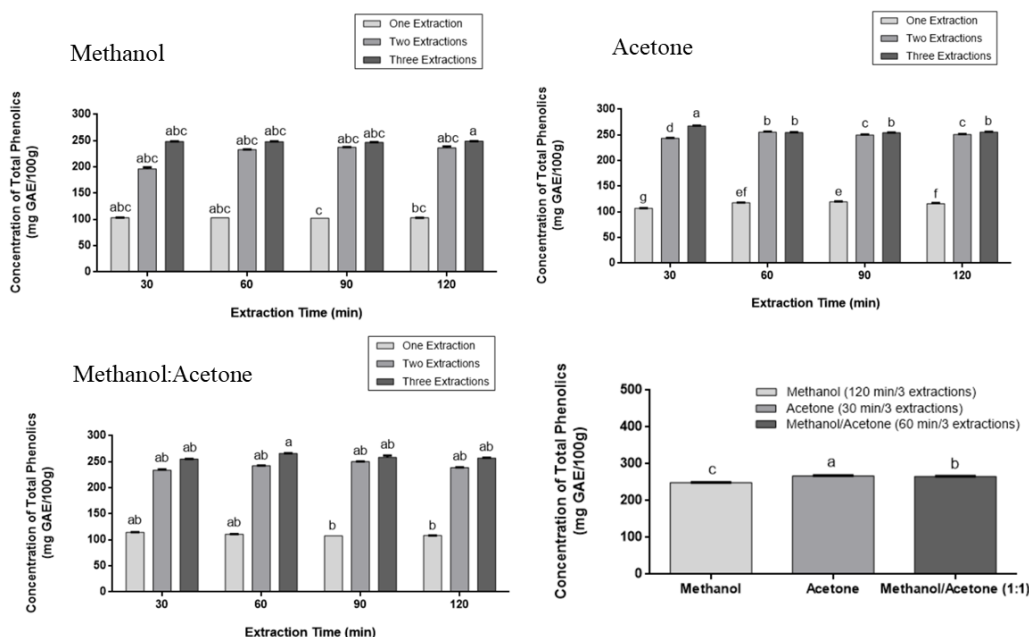 Methanol
One Extraction
Two Extractions
Three Extractions
Concentration of Total Phenolics
(mg GAE/100g)
300
250
200
150
100
50
0
abc abc abc
abc abc abc
c abc abc
bc abc a
30 60 90 120
Extraction Time (min)
Acetone
One Extraction
Two Extractions
Three Extractions
Concentration of Total Phenolics
(mg GAE/100g)
300
250
200
150
100
50
0
g d a
ef b b
e c b
f c b
30 60 90 120
Extraction Time (min)
Methanol:Acetone
One Extraction
Two Extractions
Three Extractions
Concentration of Total Phenolics
(mg GAE/100g)
300
250
200
150
100
50
0
ab ab ab
ab ab a
b ab ab
b ab ab
30 60 90 120
Extraction Time (min)
Methanol (120 min/3 extractions)
Acetone (30 min/3 extractions)
Methanol/Acetone (60 min/3 extractions)
Concentration of Total Phenolics
(mg GAE/100g)
500
400
300
200
100
0
c a b
Methanol Acetone Methanol/Acetone (1:1)